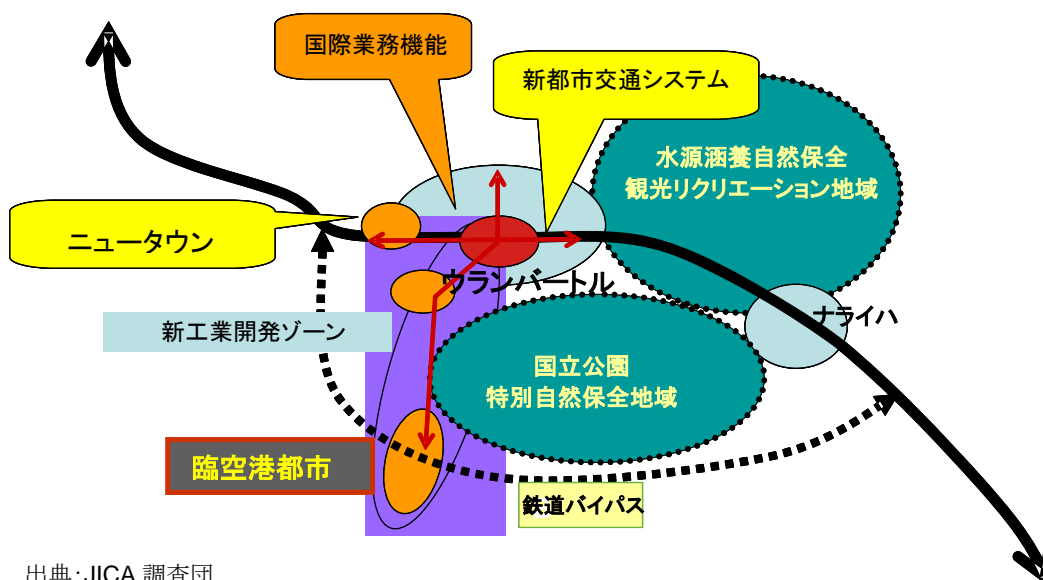 国際業務機能
新都市交通システム
水源涵養自然保全
観光リクリエーション地域
ニュータウン
ウランバートル
ナライハ
新工業開発ゾーン
国立公園
特別自然保全地域
臨空港都市
鉄道バイパス
出典：JICA 調査団